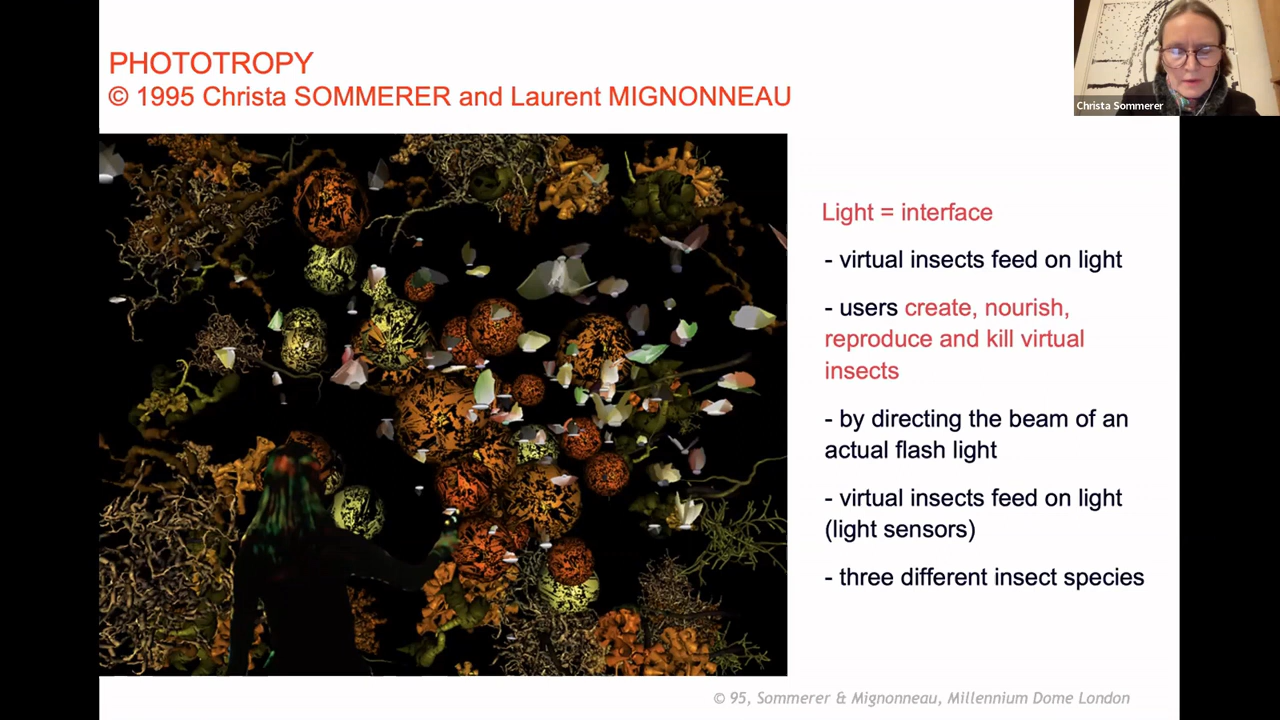 PHOTOTROPY
© 1995 Christa SOMMERER and Laurent MIGNONNEAU
Christa Sommerer
Light = interface
- virtual insects feed on light
- users create, nourish,
reproduce and kill virtual
insects
- by directing the beam of an
actual flash light
- virtual insects feed on light
(light sensors)
- three different insect species
© 95, Sommerer & Mignonneau, Millennium Dome London